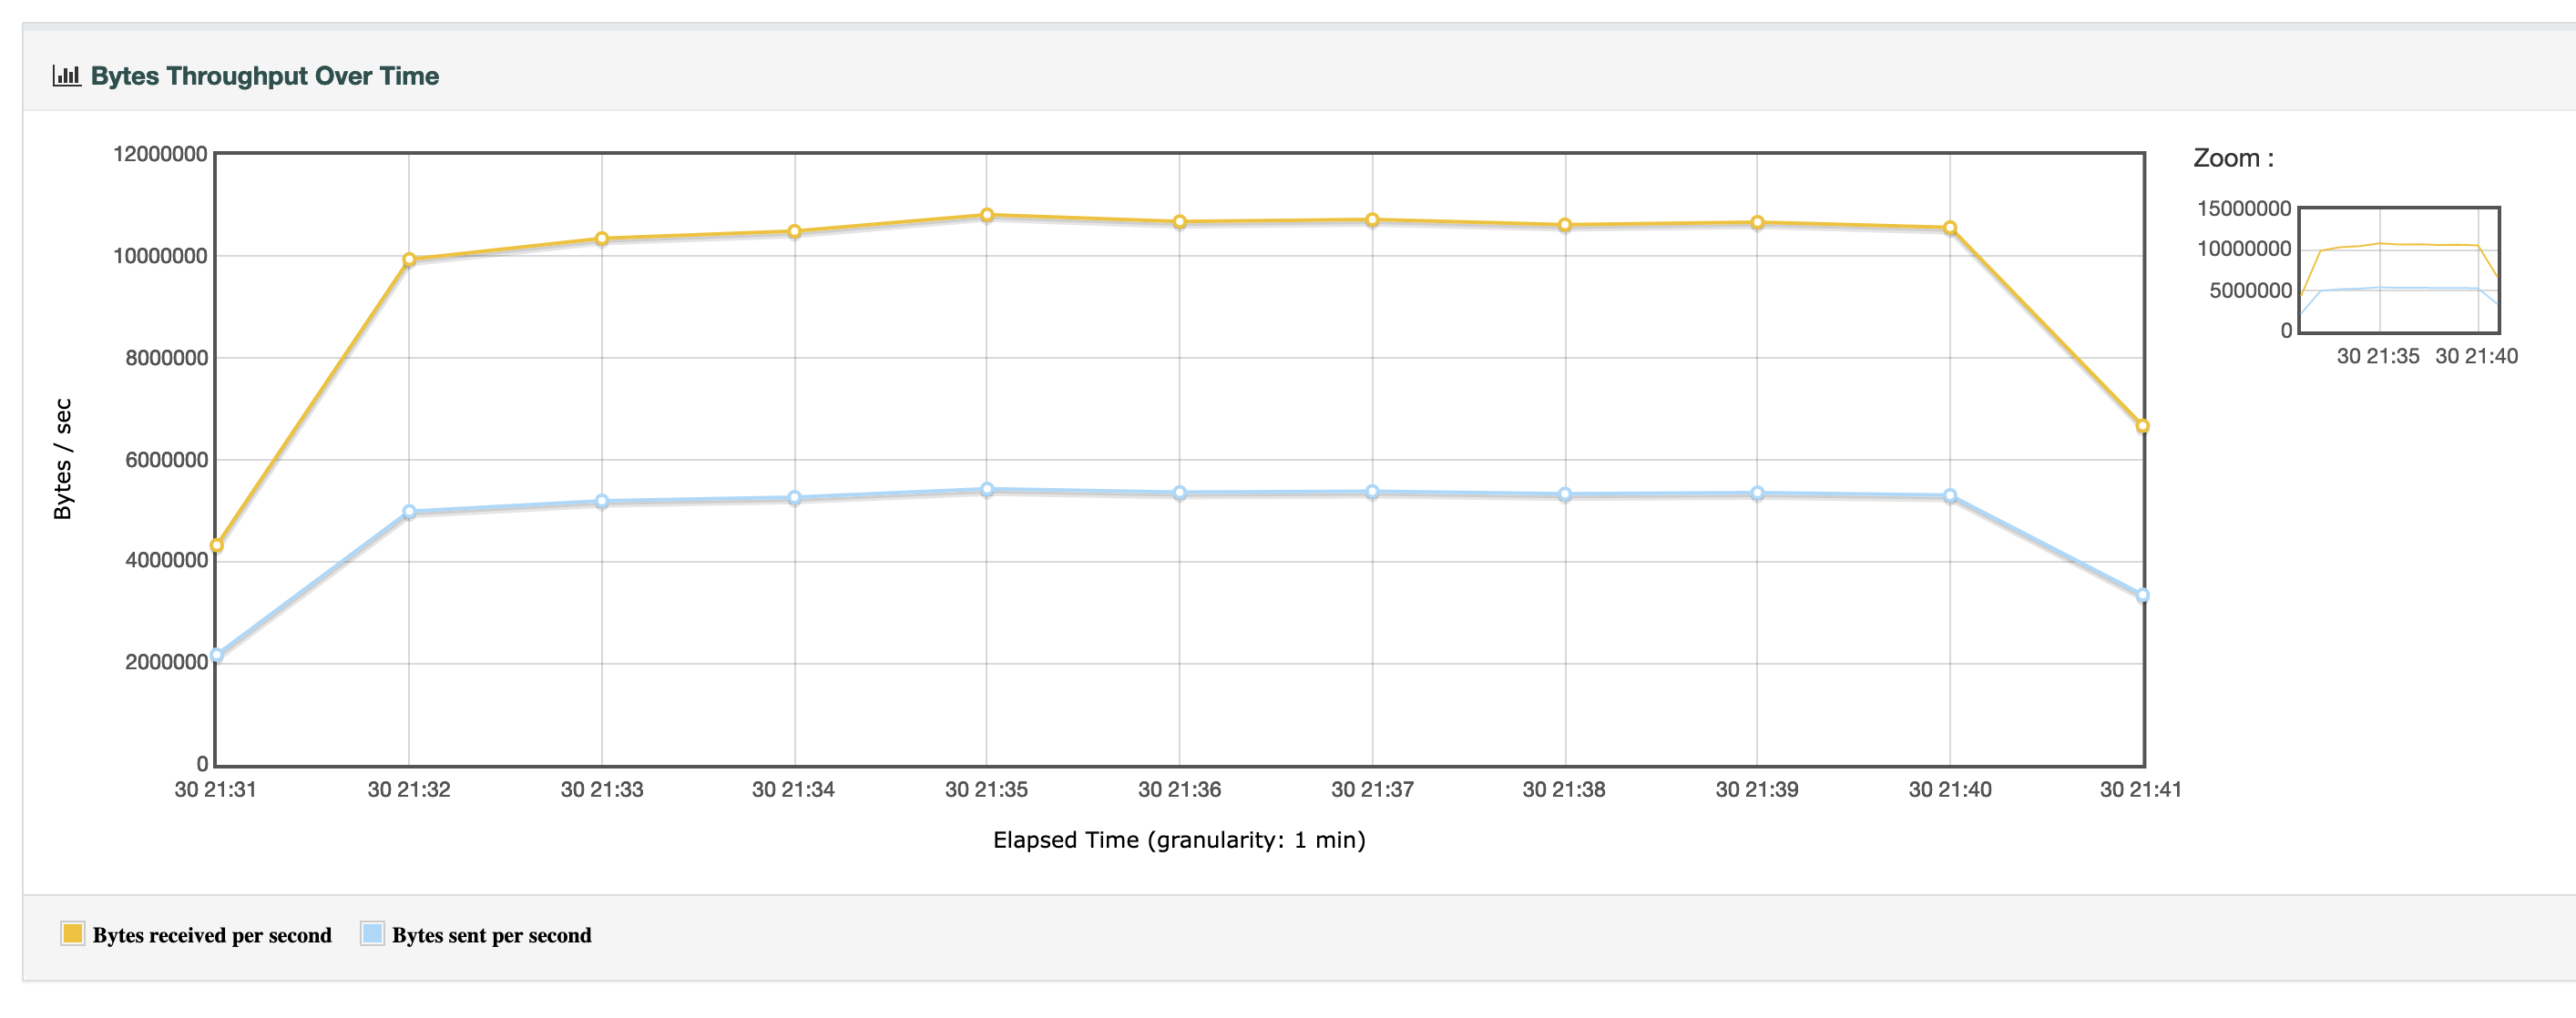 Bytes Throughput Over Time
12000000
10000000
8000000
6000000
4000000
2000000
0
Bytes / sec
30 21:31 30 21:32 30 21:33 30 21:34 30 21:35 30 21:36 30 21:37 30 21:38 30 21:39 30 21:40 30 21:41
Elapsed Time (granularity: 1 min)
Zoom :
15000000
10000000
5000000
0
30 21:35 30 21:40
Bytes received per second Bytes sent per second